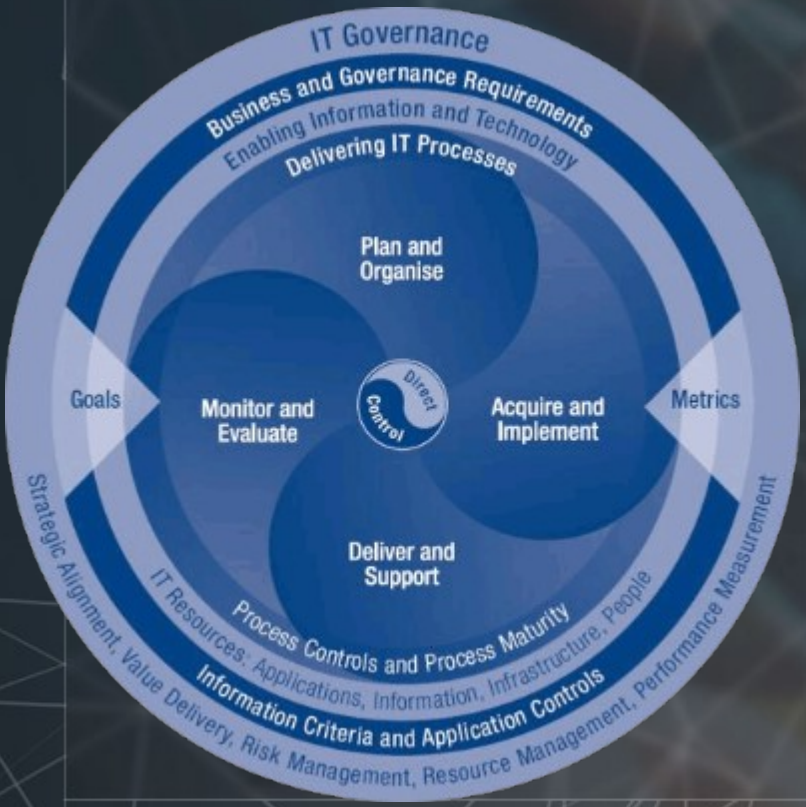 IT Governance
Business and Governance Requirements
Enabling Information and Technology
Delivering IT Processes
Plan and
Organise
Goals
Monitor and
Evaluate
Direct
Control
Acquire and
Implement
Metrics
Deliver and
Support
Process Controls and Process Maturity
IT Resources: Applications, Information, Infrastructure, People
Information Criteria and Application Controls
Strategic Alignment, Value Delivery, Risk Management, Resource Management, Performance Measurement